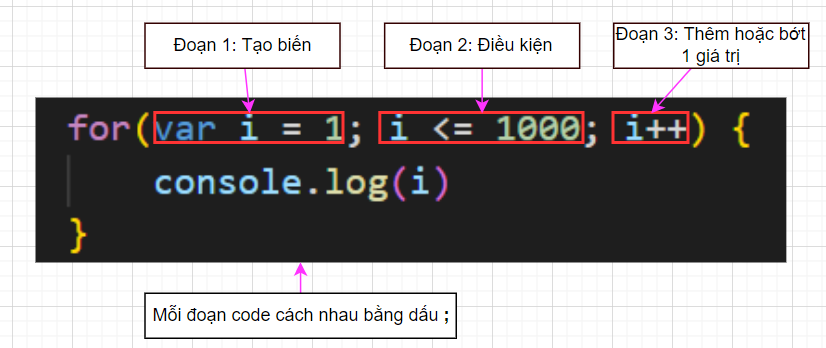 Đoạn 1: Tạo biến
Đoạn 2: Điều kiện
Đoạn 3: Thêm hoặc bớt
1 giá trị
for(var i = 1; i <= 1000; i++) {
console.log(i)
}
Mỗi đoạn code cách nhau bằng dấu ;